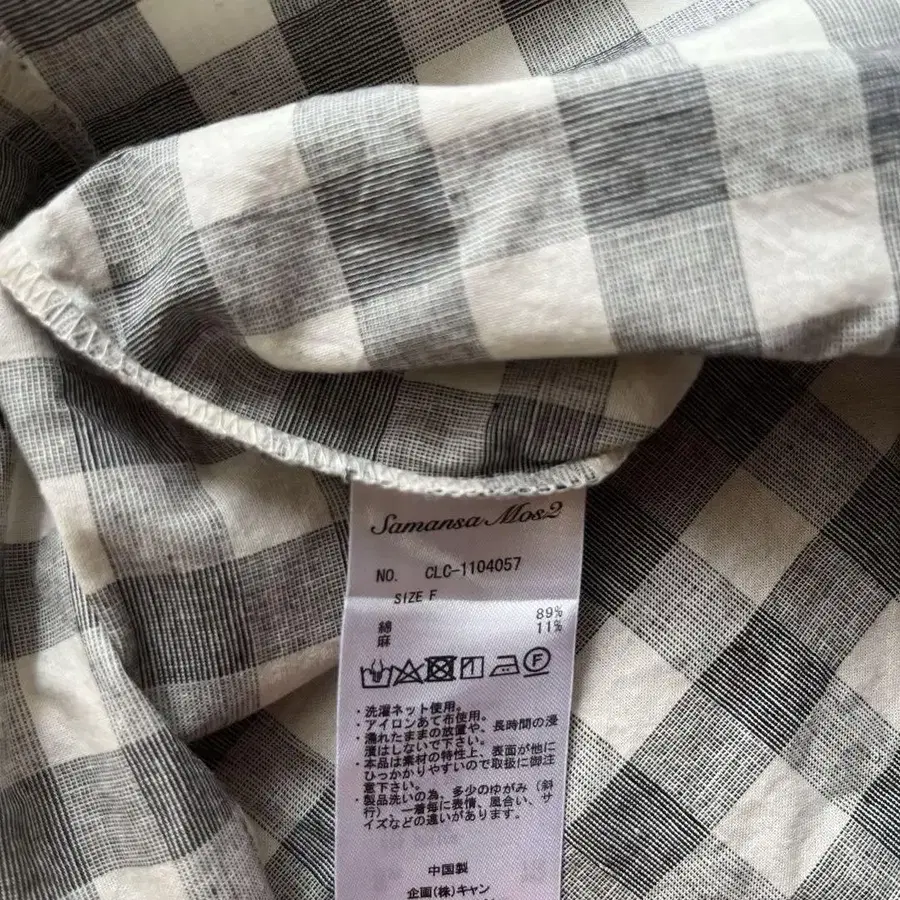 Samansa Mos2
NO. CLC-1104057
SIZE F
綿 89%
麻 11%
F
・洗濯ネット使用。
・アイロンあて布使用。
・濡れたままの放置や、長時間の浸
漬はしないで下さい。
・本品は素材の特性上、表面が他に
ひっかかりやすいので取扱に御注
意下さい。
・製品洗いの為、多少のゆがみ（斜
行）、一着毎に表情、風合い、サ
イズなどの違いがあります。
中国製
企画(株)キャン